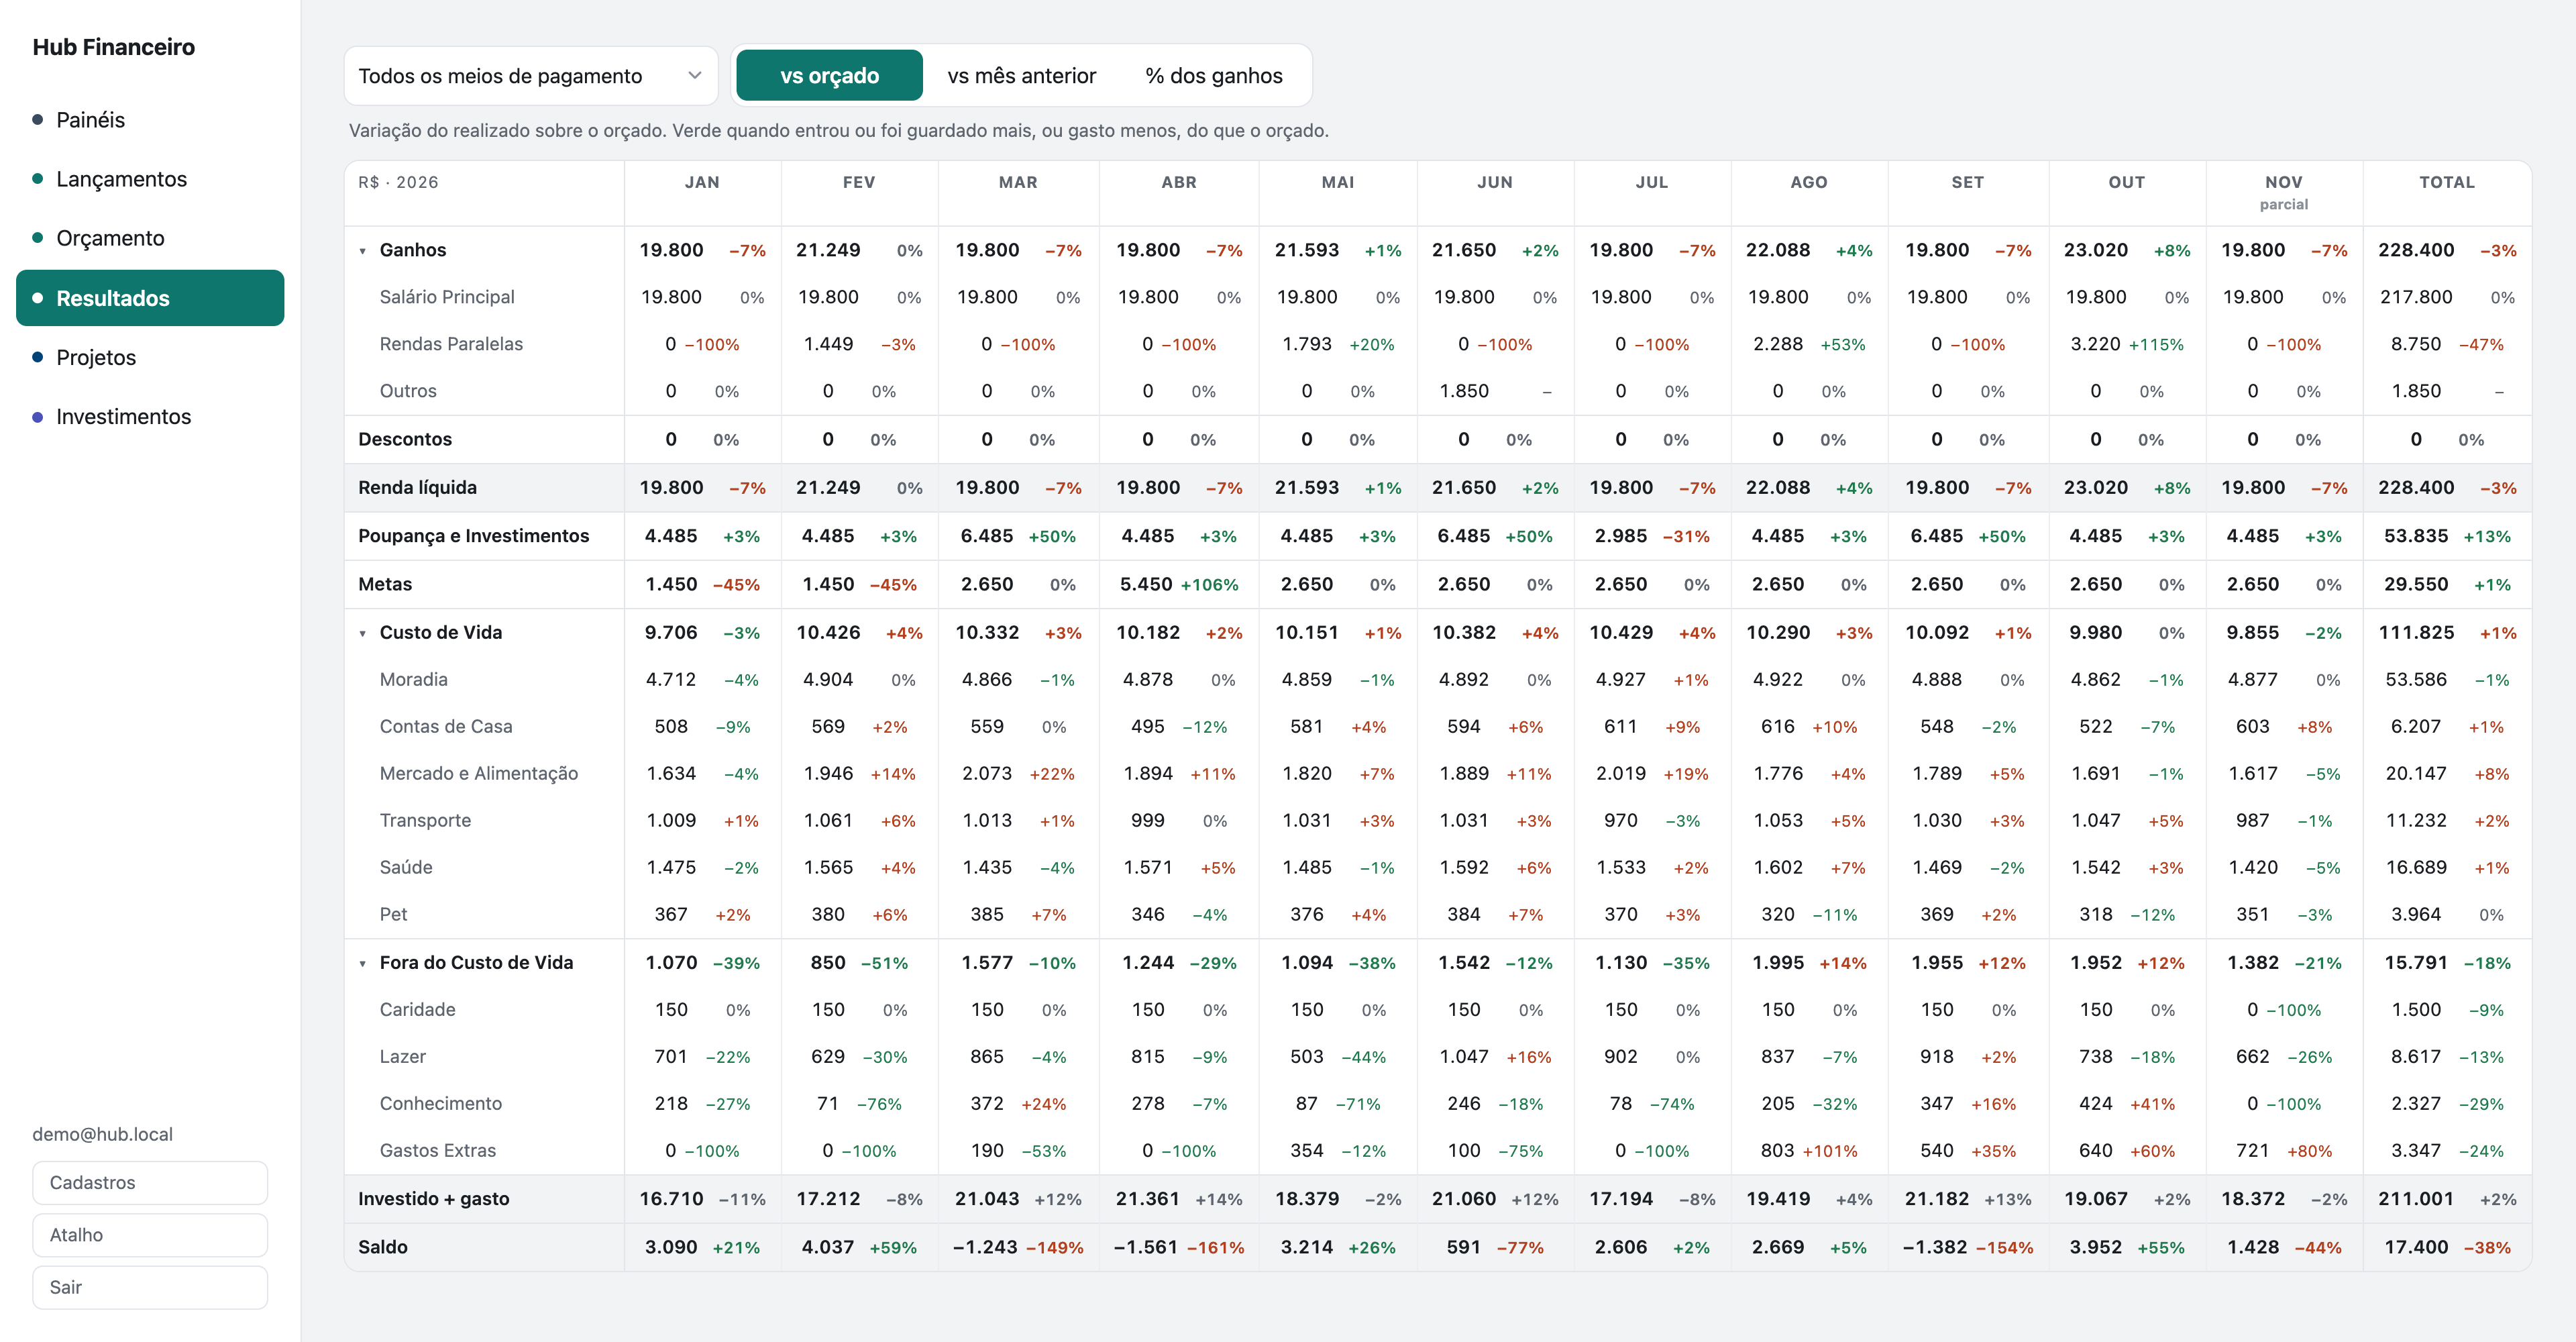 Hub Financeiro
Painéis
Lançamentos
Orçamento
Resultados
Projetos
Investimentos
demo@hub.local
Cadastros
Atalho
Sair
Todos os meios de pagamento
vs orçado vs mês anterior % dos ganhos
Variação do realizado sobre o orçado. Verde quando entrou ou foi guardado mais, ou gasto menos, do que o orçado.
R$ · 2026 JAN FEV MAR ABR MAI JUN JUL AGO SET OUT NOV TOTAL
parcial
Ganhos 19.800 −7% 21.249 0% 19.800 −7% 19.800 −7% 21.593 +1% 21.650 +2% 19.800 −7% 22.088 +4% 19.800 −7% 23.020 +8% 19.800 −7% 228.400 −3%
Salário Principal 19.800 0% 19.800 0% 19.800 0% 19.800 0% 19.800 0% 19.800 0% 19.800 0% 19.800 0% 19.800 0% 19.800 0% 19.800 0% 217.800 0%
Rendas Paralelas 0 −100% 1.449 −3% 0 −100% 0 −100% 1.793 +20% 0 −100% 0 −100% 2.288 +53% 0 −100% 3.220 +115% 0 −100% 8.750 −47%
Outros 0 0% 0 0% 0 0% 0 0% 0 0% 1.850 – 0 0% 0 0% 0 0% 0 0% 0 0% 1.850 –
Descontos 0 0% 0 0% 0 0% 0 0% 0 0% 0 0% 0 0% 0 0% 0 0% 0 0% 0 0% 0 0%
Renda líquida 19.800 −7% 21.249 0% 19.800 −7% 19.800 −7% 21.593 +1% 21.650 +2% 19.800 −7% 22.088 +4% 19.800 −7% 23.020 +8% 19.800 −7% 228.400 −3%
Poupança e Investimentos 4.485 +3% 4.485 +3% 6.485 +50% 4.485 +3% 4.485 +3% 6.485 +50% 2.985 −31% 4.485 +3% 6.485 +50% 4.485 +3% 4.485 +3% 53.835 +13%
Metas 1.450 −45% 1.450 −45% 2.650 0% 5.450 +106% 2.650 0% 2.650 0% 2.650 0% 2.650 0% 2.650 0% 2.650 0% 2.650 0% 29.550 +1%
Custo de Vida 9.706 −3% 10.426 +4% 10.332 +3% 10.182 +2% 10.151 +1% 10.382 +4% 10.429 +4% 10.290 +3% 10.092 +1% 9.980 0% 9.855 −2% 111.825 +1%
Moradia 4.712 −4% 4.904 0% 4.866 −1% 4.878 0% 4.859 −1% 4.892 0% 4.927 +1% 4.922 0% 4.888 0% 4.862 −1% 4.877 0% 53.586 −1%
Contas de Casa 508 −9% 569 +2% 559 0% 495 −12% 581 +4% 594 +6% 611 +9% 616 +10% 548 −2% 522 −7% 603 +8% 6.207 +1%
Mercado e Alimentação 1.634 −4% 1.946 +14% 2.073 +22% 1.894 +11% 1.820 +7% 1.889 +11% 2.019 +19% 1.776 +4% 1.789 +5% 1.691 −1% 1.617 −5% 20.147 +8%
Transporte 1.009 +1% 1.061 +6% 1.013 +1% 999 0% 1.031 +3% 1.031 +3% 970 −3% 1.053 +5% 1.030 +3% 1.047 +5% 987 −1% 11.232 +2%
Saúde 1.475 −2% 1.565 +4% 1.435 −4% 1.571 +5% 1.485 −1% 1.592 +6% 1.533 +2% 1.602 +7% 1.469 −2% 1.542 +3% 1.420 −5% 16.689 +1%
Pet 367 +2% 380 +6% 385 +7% 346 −4% 376 +4% 384 +7% 370 +3% 320 −11% 369 +2% 318 −12% 351 −3% 3.964 0%
Fora do Custo de Vida 1.070 −39% 850 −51% 1.577 −10% 1.244 −29% 1.094 −38% 1.542 −12% 1.130 −35% 1.995 +14% 1.955 +12% 1.952 +12% 1.382 −21% 15.791 −18%
Caridade 150 0% 150 0% 150 0% 150 0% 150 0% 150 0% 150 0% 150 0% 150 0% 150 0% 0 −100% 1.500 −9%
Lazer 701 −22% 629 −30% 865 −4% 815 −9% 503 −44% 1.047 +16% 902 0% 837 −7% 918 +2% 738 −18% 662 −26% 8.617 −13%
Conhecimento 218 −27% 71 −76% 372 +24% 278 −7% 87 −71% 246 −18% 78 −74% 205 −32% 347 +16% 424 +41% 0 −100% 2.327 −29%
Gastos Extras 0 −100% 0 −100% 190 −53% 0 −100% 354 −12% 100 −75% 0 −100% 803 +101% 540 +35% 640 +60% 721 +80% 3.347 −24%
Investido + gasto 16.710 −11% 17.212 −8% 21.043 +12% 21.361 +14% 18.379 −2% 21.060 +12% 17.194 −8% 19.419 +4% 21.182 +13% 19.067 +2% 18.372 −2% 211.001 +2%
Saldo 3.090 +21% 4.037 +59% −1.243 −149% −1.561 −161% 3.214 +26% 591 −77% 2.606 +2% 2.669 +5% −1.382 −154% 3.952 +55% 1.428 −44% 17.400 −38%